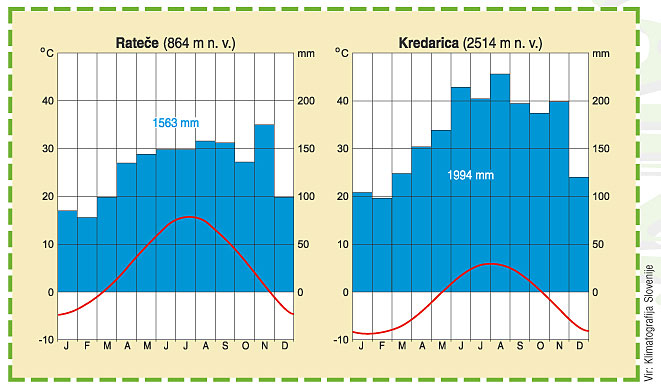 Rateče (864 m n. v.)
°C
mm
40
200
1563 mm
30
150
20
100
10
50
0
0
-10
J F M A M J J A S O N D
Kredarica (2514 m n. v.)
°C
mm
40
200
30
150
1994 mm
20
100
10
50
0
0
-10
J F M A M J J A S O N D
Vir: Klimatografija Slovenije